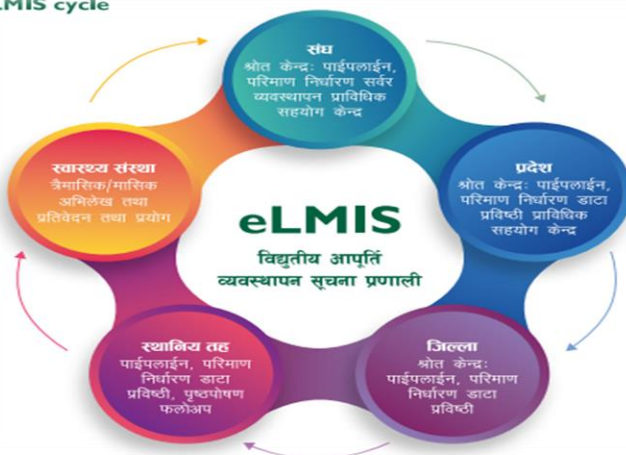 LMIS cycle
संघ
श्रोत केन्द्रः पाईपलाईन,
परिमाण निर्धारण सर्वर
व्यवस्थापन प्राविधिक
सहयोग केन्द्र
प्रदेश
श्रोत केन्द्रः पाईपलाईन,
परिमाण निर्धारण डाटा
प्रविष्ठी प्राविधिक
सहयोग केन्द्र
जिल्ला
श्रोत केन्द्रः
पाईपलाईन, परिमाण
निर्धारण डाटा
प्रविष्ठी
स्थानिय तह
पाईपलाईन, परिमाण
निर्धारण डाटा
प्रविष्ठी, पृष्ठपोषण
फलोअप
स्वास्थ्य संस्था
त्रैमासिक/मासिक
अभिलेख तथा
प्रतिवेदन तथा प्रयोग
eLMIS
विद्युतीय आपूर्ति
व्यवस्थापन सूचना प्रणाली